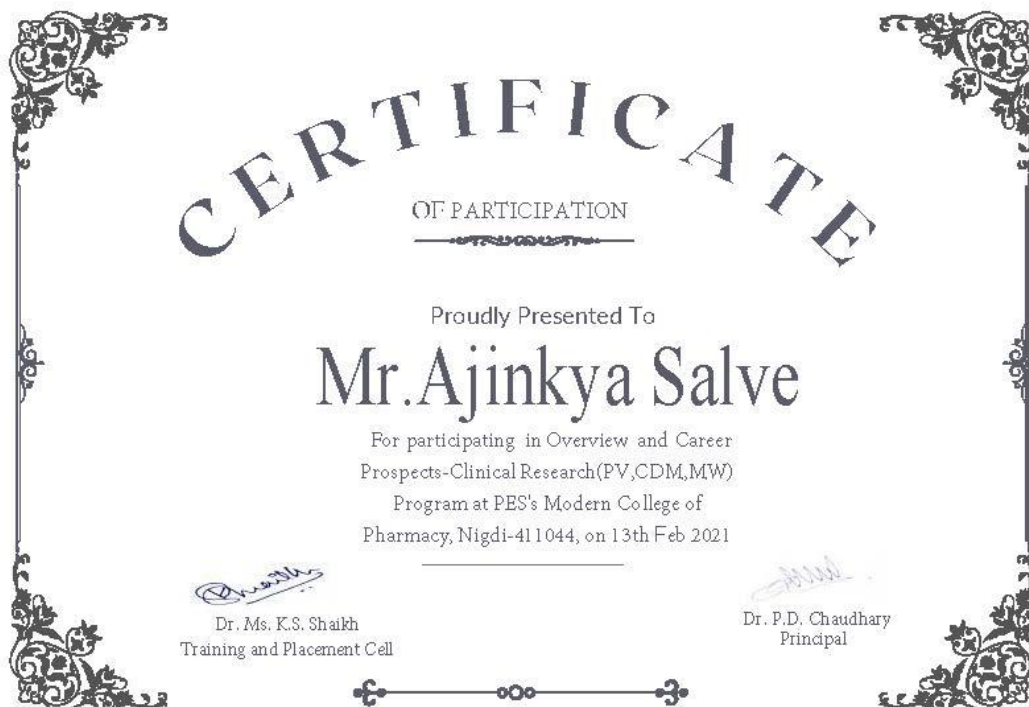 CERTIFICATE
OF PARTICIPATION
Proudly Presented To
Mr.Ajinkya Salve
For participating in Overview and Career
Prospects-Clinical Research(PV,CDM,MW)
Program at PES's Modern College of
Pharmacy, Nigdi-411044, on 13th Feb 2021
Dr. Ms. K.S. Shaikh
Training and Placement Cell
Dr. P.D. Chaudhary
Principal